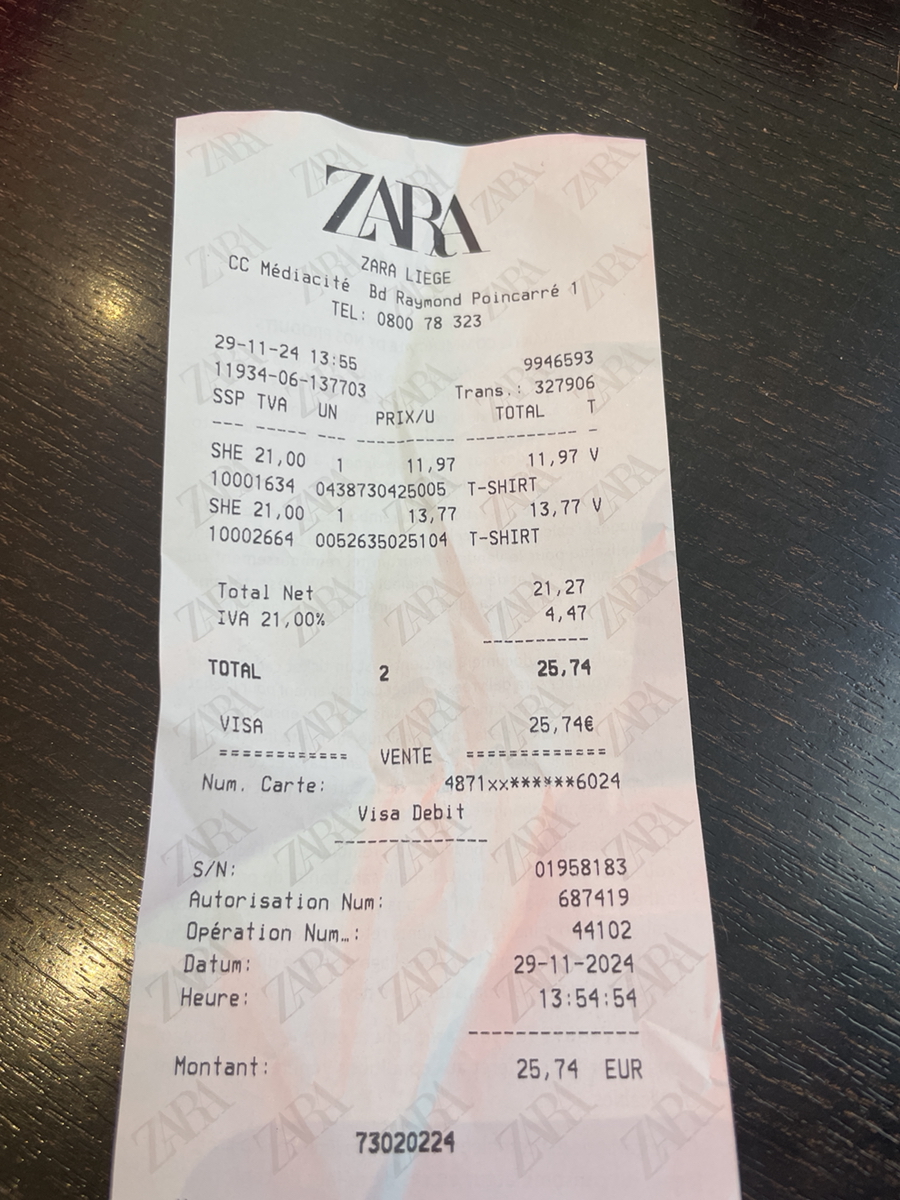 ZARA
ZARA LIEGE
CC Médiacité Bd Raymond Poincarré 1
TEL: 0800 78 323
29-11-24 13:55 9946593
11934-06-137703 Trans.: 327906
SSP TVA UN PRIX/U TOTAL T
--- ----- --- ---------- ----------- -
SHE 21,00 1 11,97 11,97 V
10001634 0438730425005 T-SHIRT
SHE 21,00 1 13,77 13,77 V
10002664 0052635025104 T-SHIRT
Total Net 21,27
IVA 21,00% 4,47
----------
TOTAL 2 25,74
VISA 25,74€
============ VENTE =============
Num. Carte: 4871xx******6024
Visa Debit
--------------
S/N: 01958183
Autorisation Num: 687419
Opération Num…: 44102
Datum: 29-11-2024
Heure: 13:54:54
--------------
Montant: 25,74 EUR
73020224